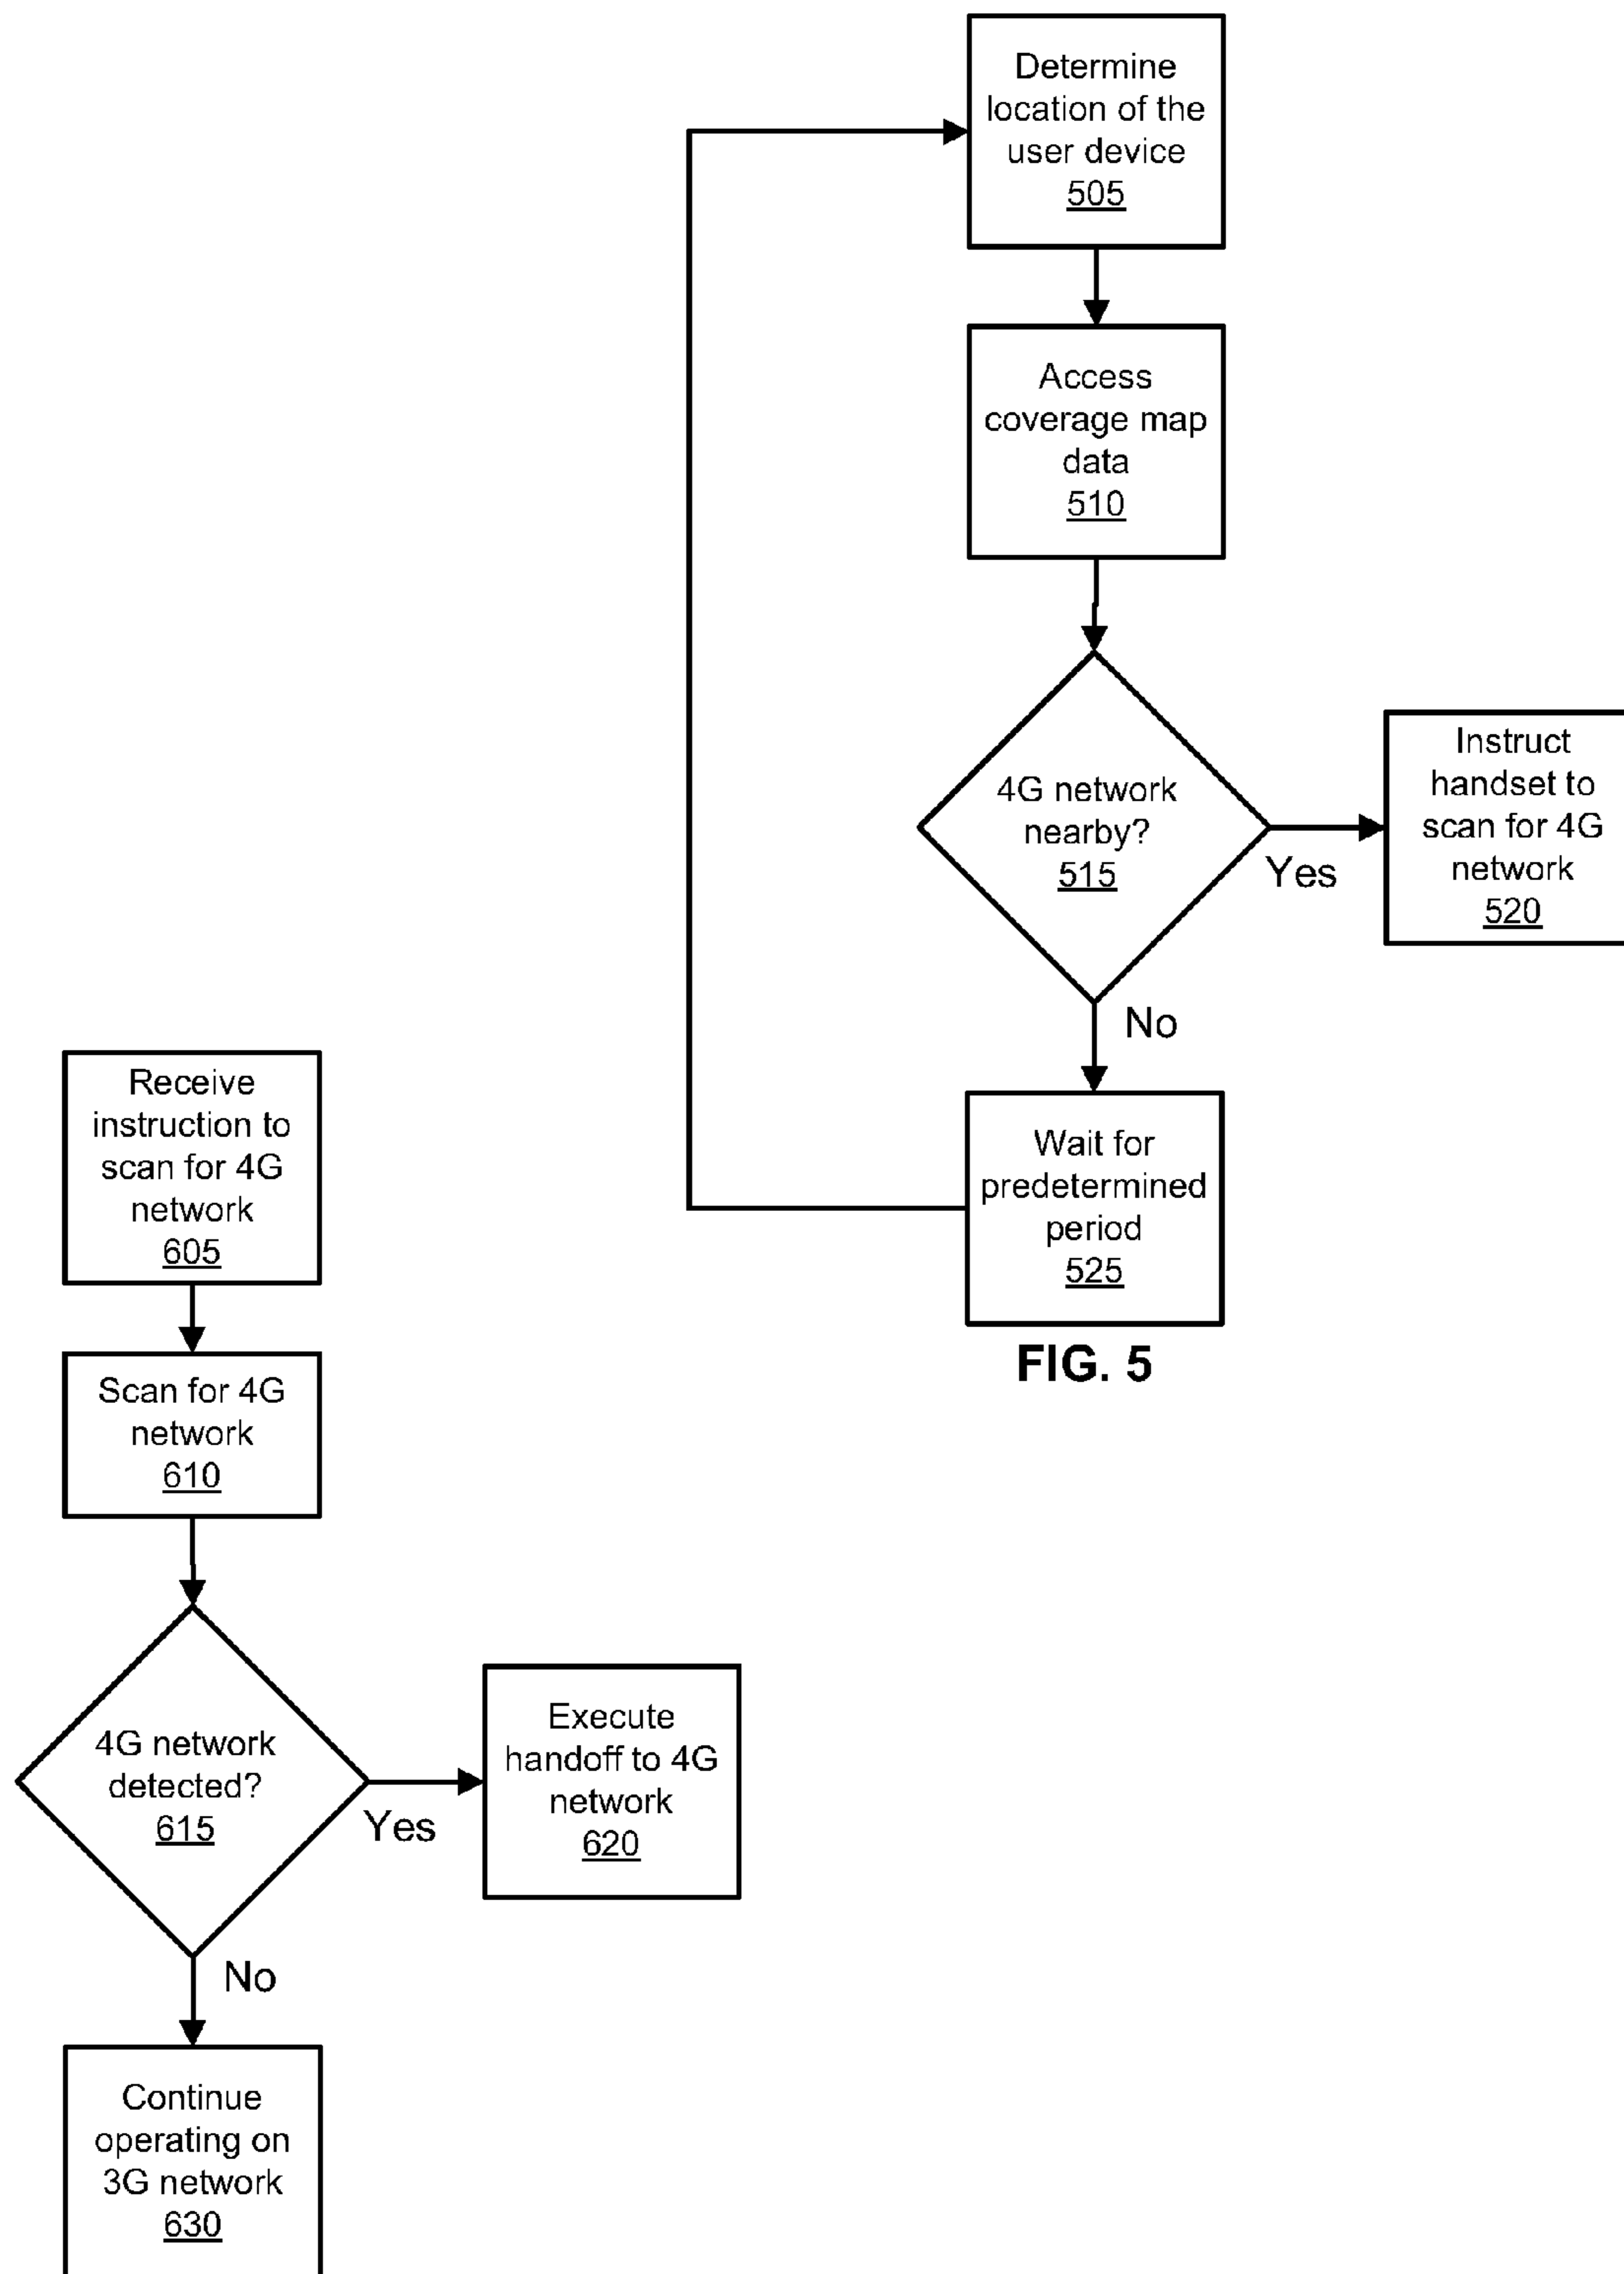 Determine
location of the
user device
505
Access
coverage map
data
510
4G network
nearby?
515
Yes
Instruct
handset to
scan for 4G
network
520
No
Wait for
predetermined
period
525
FIG. 5
Receive
instruction to
scan for 4G
network
605
Scan for 4G
network
610
4G network
detected?
615
Yes
Execute
handoff to 4G
network
620
No
Continue
operating on
3G network
630